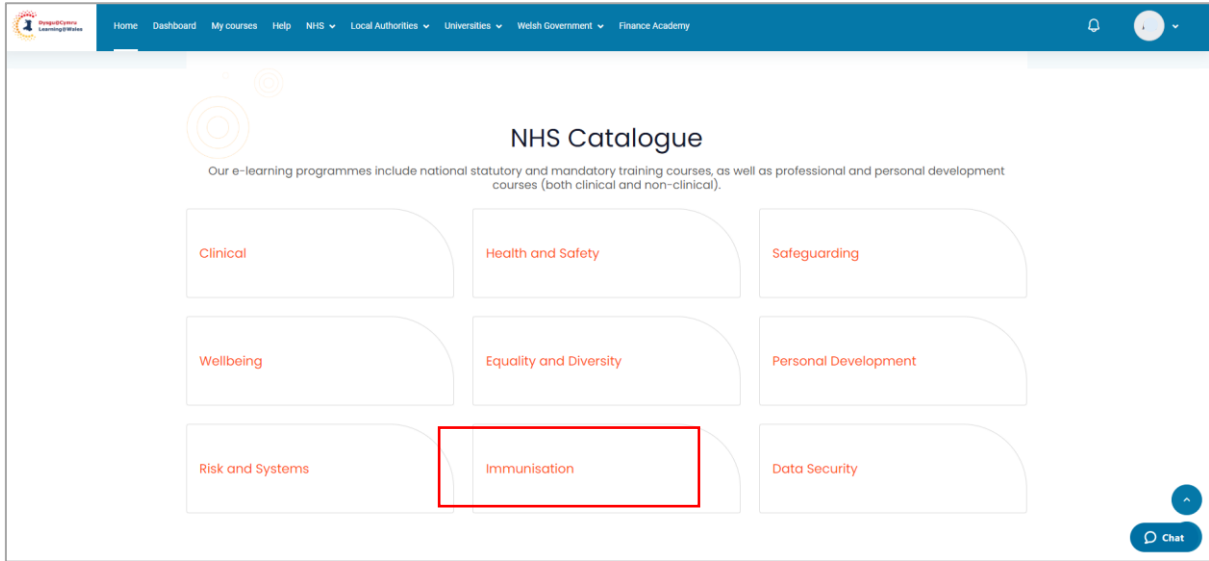 Dysgu@Cymru
Learning@Wales
Home Dashboard My courses Help NHS Local Authorities Universities Welsh Government Finance Academy
NHS Catalogue
Our e-learning programmes include national statutory and mandatory training courses, as well as professional and personal development
courses (both clinical and non-clinical).
Clinical Health and Safety Safeguarding
Wellbeing Equality and Diversity Personal Development
Risk and Systems Immunisation Data Security
Chat